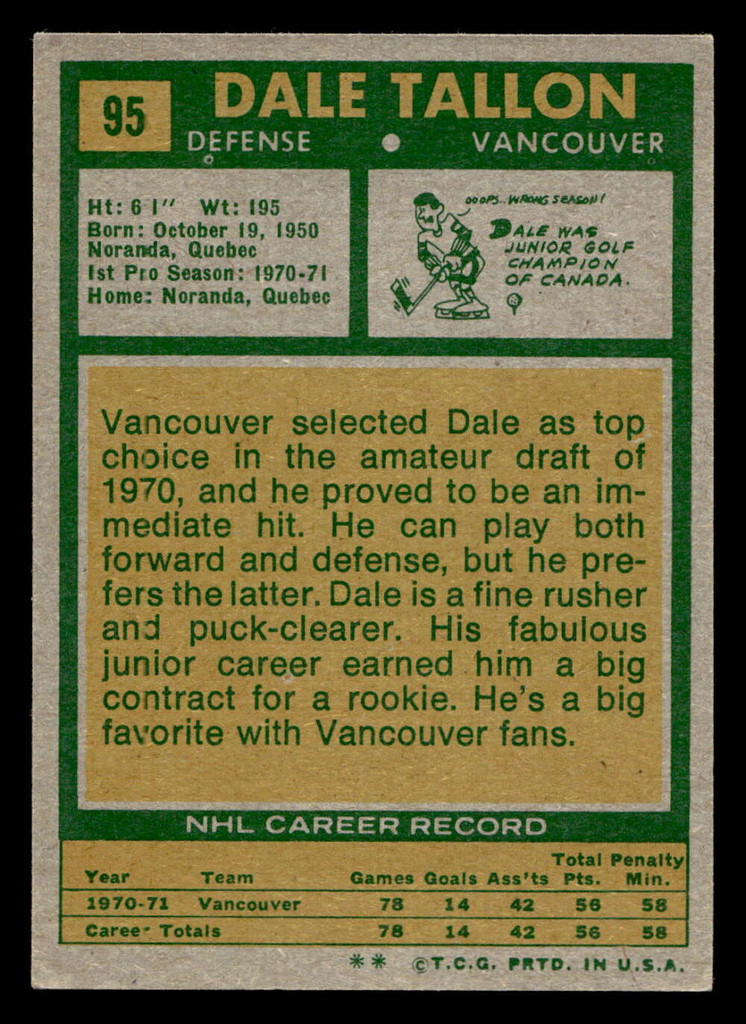 95
DALE TALLON
DEFENSE
VANCOUVER
Ht: 6 1″ Wt: 195
Born: October 19, 1950
Noranda, Quebec
1st Pro Season: 1970-71
Home: Noranda, Quebec
OOOPS.. WRONG SEASON!
DALE WAS
JUNIOR GOLF
CHAMPION
OF CANADA.
Vancouver selected Dale as top
choice in the amateur draft of
1970, and he proved to be an im-
mediate hit. He can play both
forward and defense, but he pre-
fers the latter. Dale is a fine rusher
and puck-clearer. His fabulous
junior career earned him a big
contract for a rookie. He's a big
favorite with Vancouver fans.
NHL CAREER RECORD
Total Penalty
Year Team Games Goals Ass'ts Pts. Min.
1970-71 Vancouver 78 14 42 56 58
Career Totals 78 14 42 56 58
** ©T.C.G. PRTD. IN U.S.A.